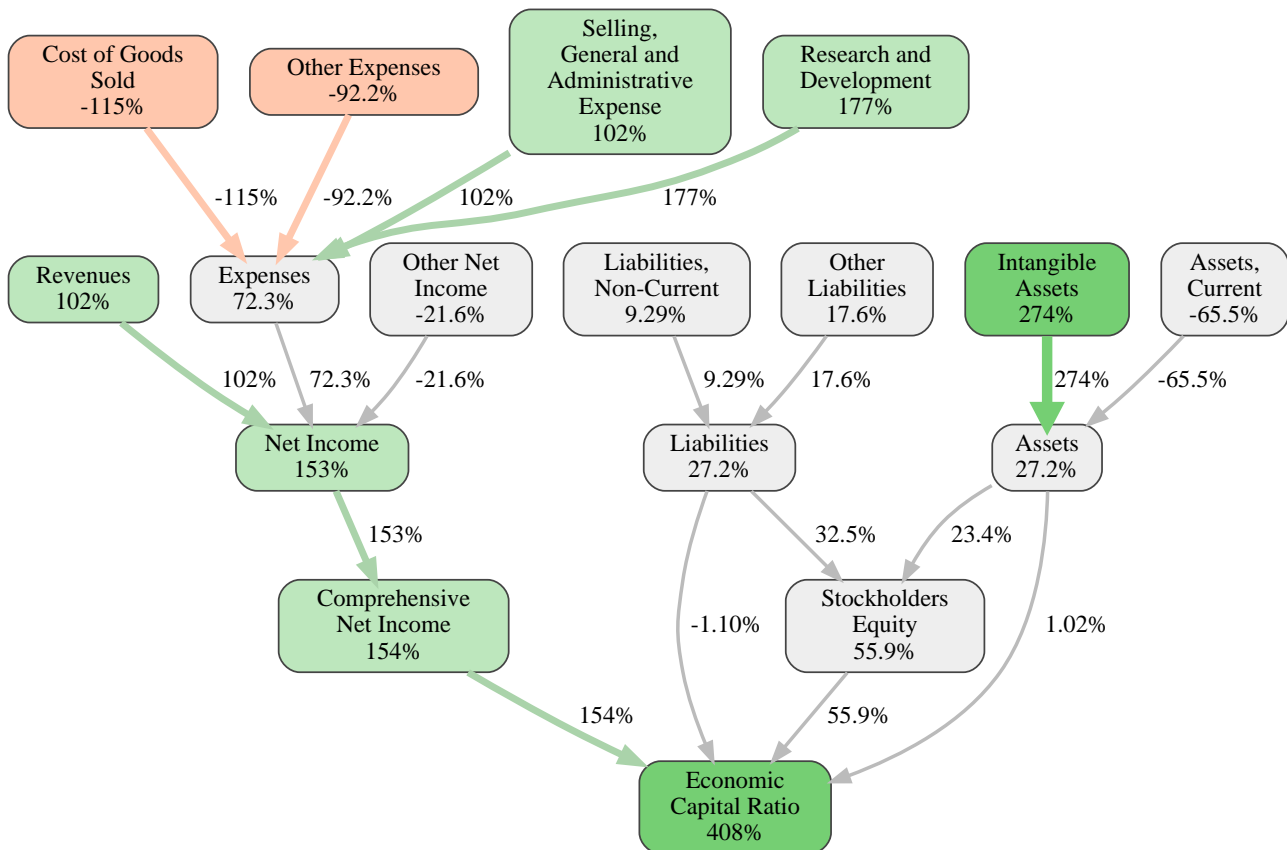 Cost of Goods
Sold
-115%
Other Expenses
-92.2%
Selling,
General and
Administrative
Expense
102%
Research and
Development
177%
-115%
-92.2%
102%
177%
Revenues
102%
Expenses
72.3%
Other Net
Income
-21.6%
Liabilities,
Non-Current
9.29%
Other
Liabilities
17.6%
Intangible
Assets
274%
Assets,
Current
-65.5%
102%
72.3%
-21.6%
9.29%
17.6%
274%
-65.5%
Net Income
153%
Liabilities
27.2%
Assets
27.2%
153%
32.5%
23.4%
Comprehensive
Net Income
154%
-1.10%
Stockholders
Equity
55.9%
1.02%
154%
55.9%
Economic
Capital Ratio
408%